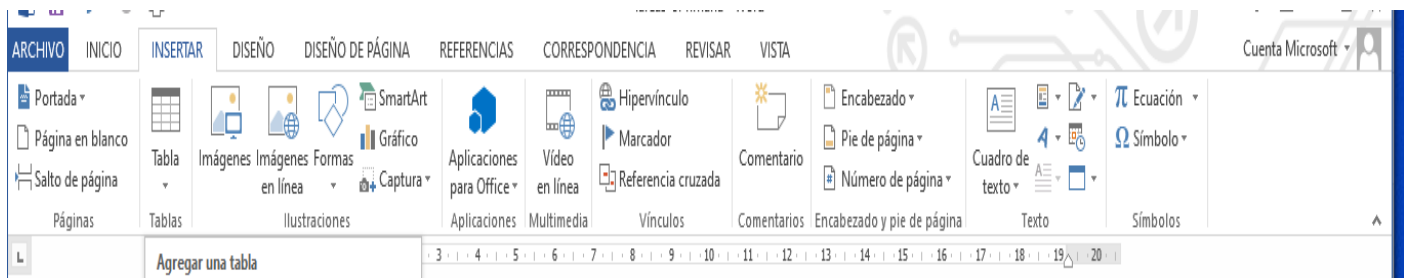 ARCHIVO INICIO INSERTAR DISEÑO DISEÑO DE PÁGINA REFERENCIAS CORRESPONDENCIA REVISAR VISTA Cuenta Microsoft
Portada
Página en blanco
Salto de página
Páginas
Tabla
Tablas
Imágenes
Imágenes en línea
Formas
SmartArt
Gráfico
Captura
Ilustraciones
Aplicaciones
para Office
Aplicaciones
Vídeo
en línea
Multimedia
Hipervínculo
Marcador
Referencia cruzada
Vínculos
Comentario
Comentarios
Encabezado
Pie de página
Número de página
Encabezado y pie de página
Cuadro de
texto
Texto
π Ecuación
Ω Símbolo
Símbolos
L
Agregar una tabla
3 4 5 6 7 8 9 10 11 12 13 14 15 16 17 18 19 20